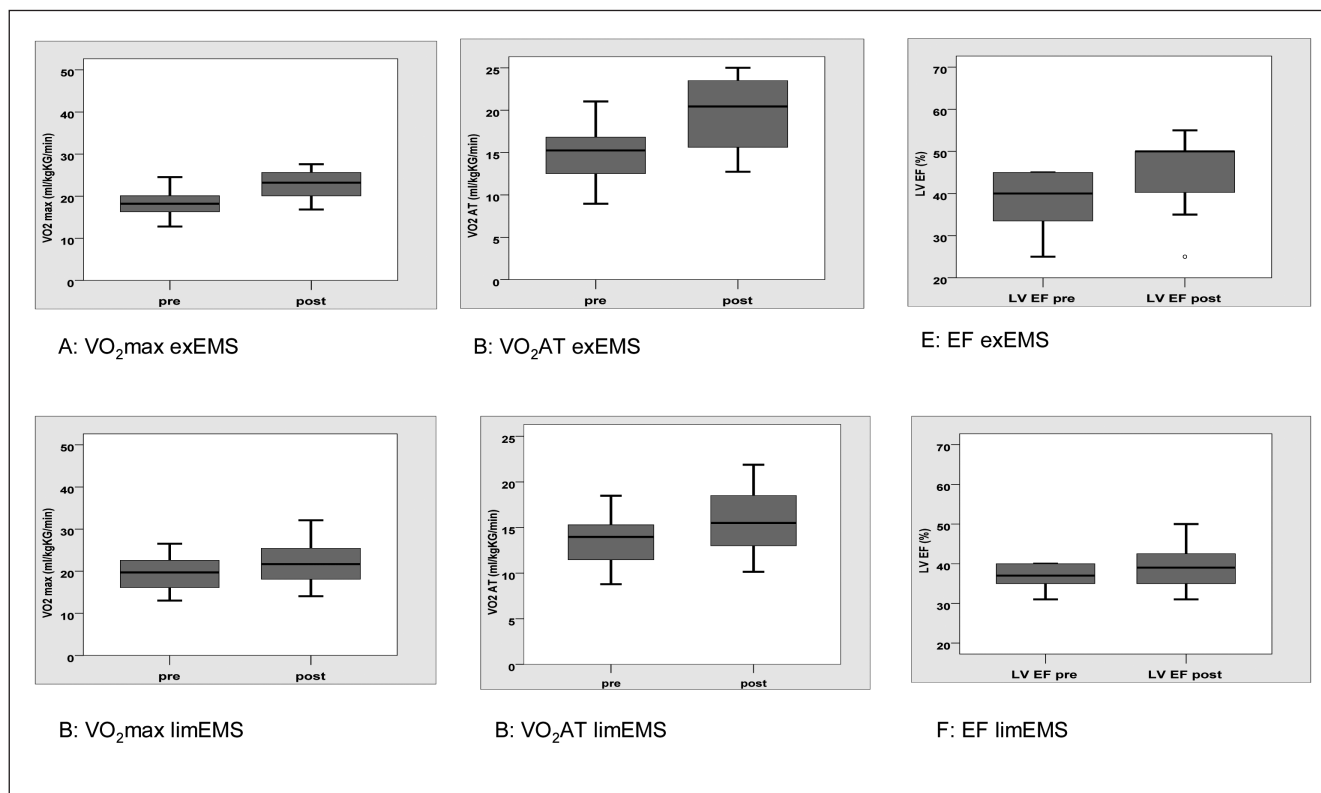 50
40
30
20
10
0
VO2 max (ml/kgKG/min)
pre post
A: VO₂max exEMS
25
20
15
10
5
0
VO2 AT (ml/kgKG/min)
pre post
B: VO₂AT exEMS
70
60
50
40
30
20
LV EF (%)
LV EF pre LV EF post
E: EF exEMS
50
40
30
20
10
0
VO2 max (ml/kgKG/min)
pre post
B: VO₂max limEMS
25
20
15
10
5
0
VO2 AT (ml/kgKG/min)
pre post
B: VO₂AT limEMS
70
60
50
40
30
20
LV EF (%)
LV EF pre LV EF post
F: EF limEMS